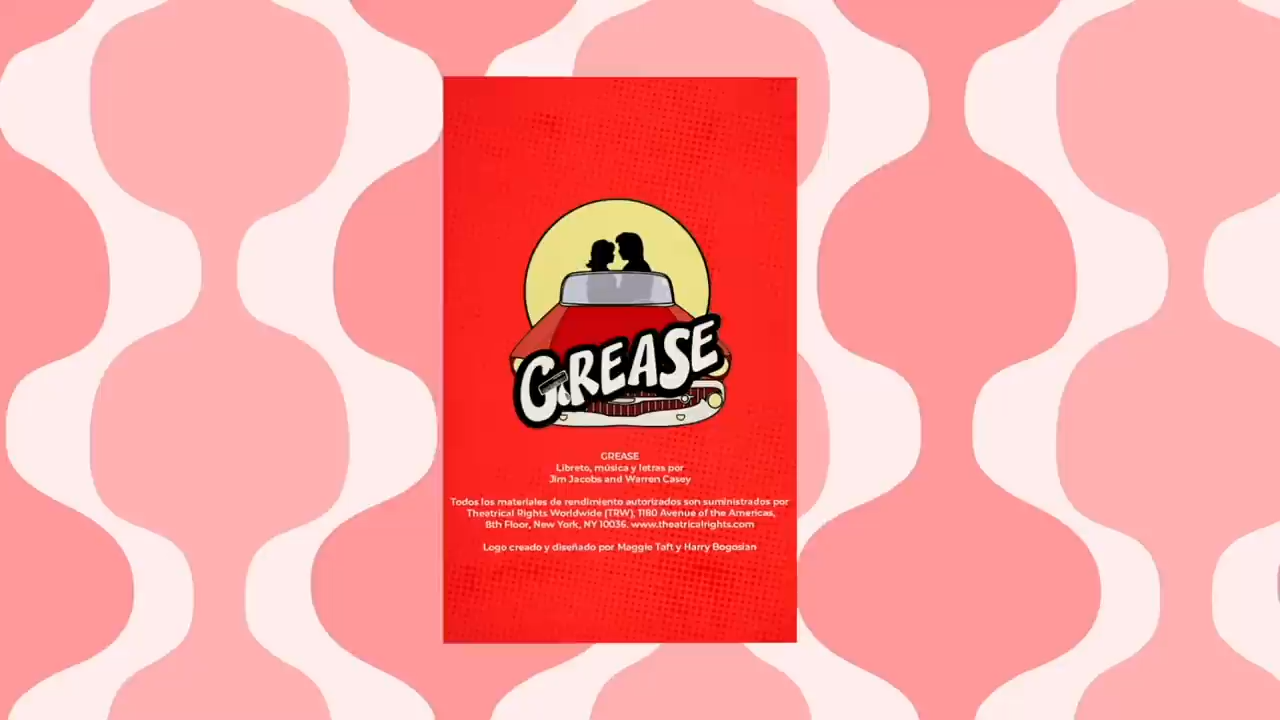 GREASE
GREASE
Libreto, música y letras por
Jim Jacobs and Warren Casey
Todos los materiales de rendimiento autorizados son suministrados por
Theatrical Rights Worldwide (TRW), 1180 Avenue of the Americas,
8th Floor, New York, NY 10036. www.theatricalrights.com
Logo creado y diseñado por Maggie Taft y Harry Bogosian